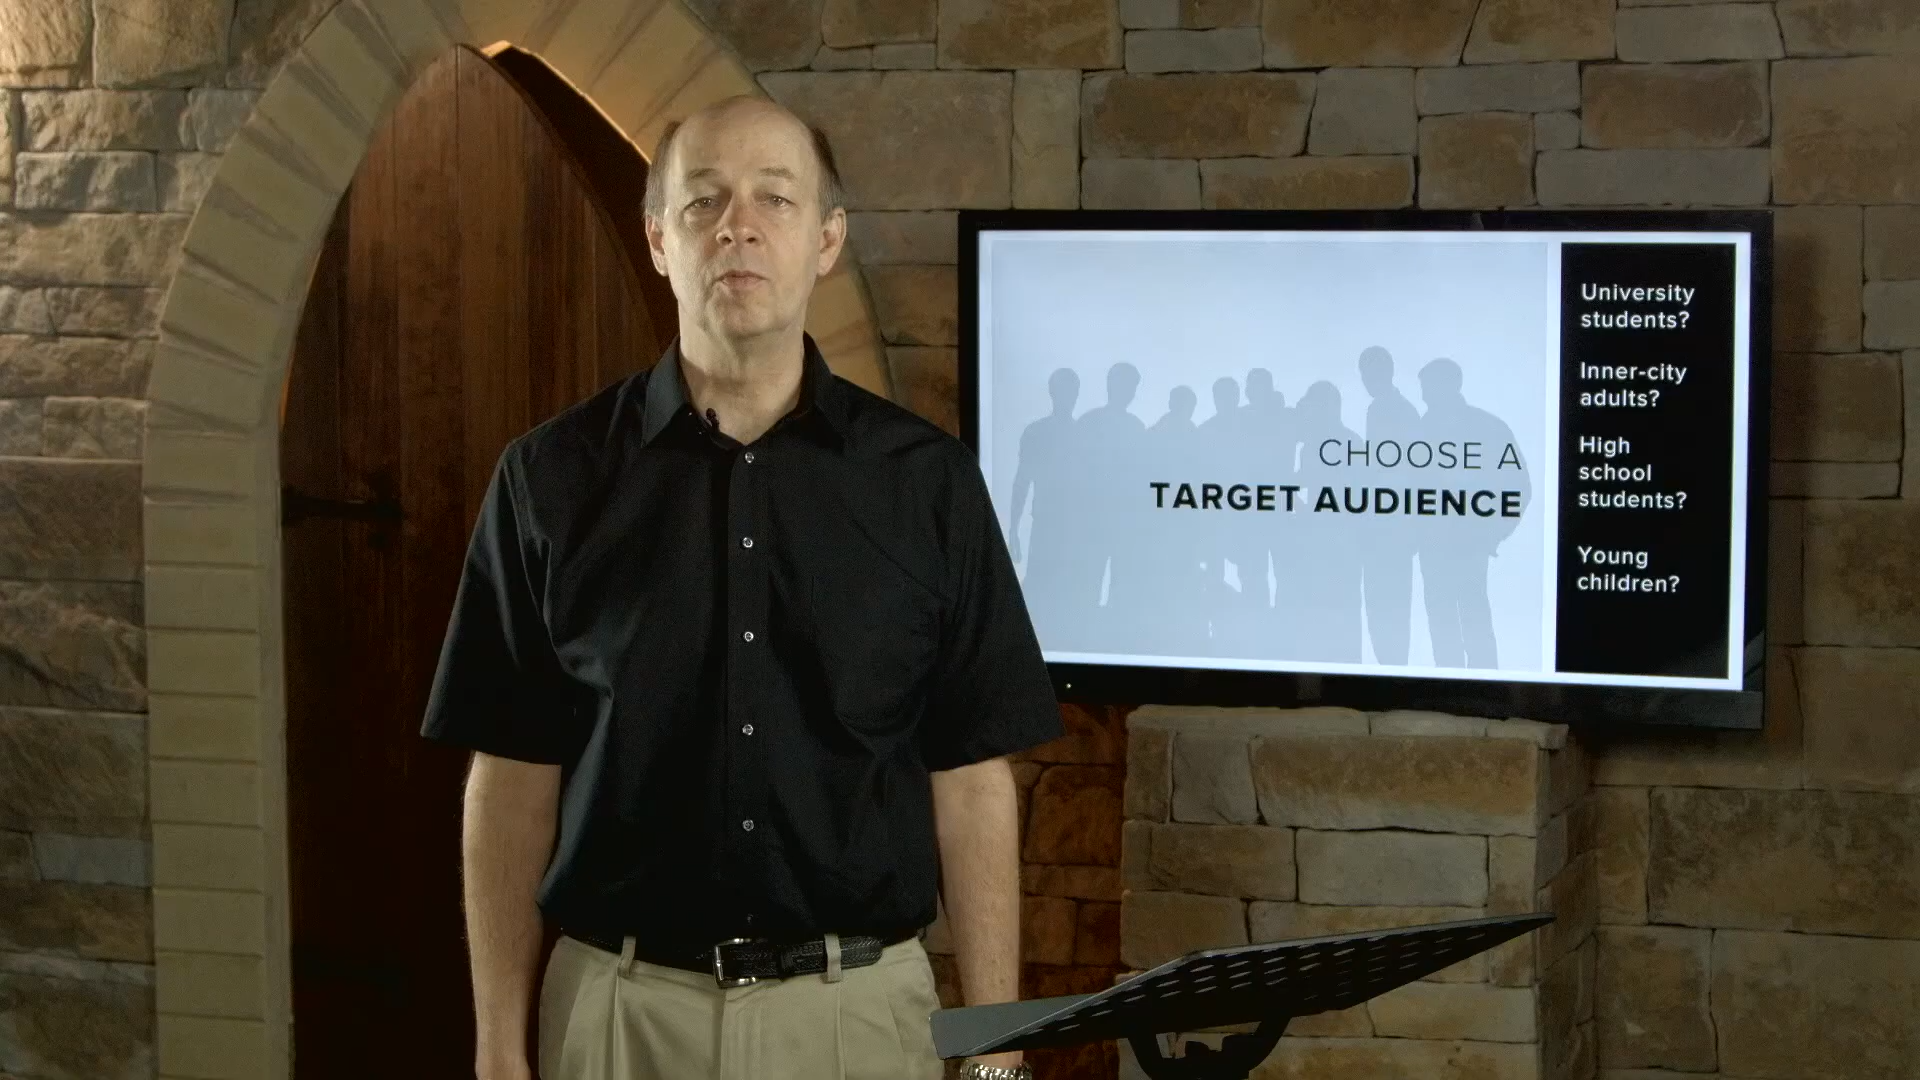 CHOOSE A
TARGET AUDIENCE
University
students?
Inner-city
adults?
High
school
students?
Young
children?